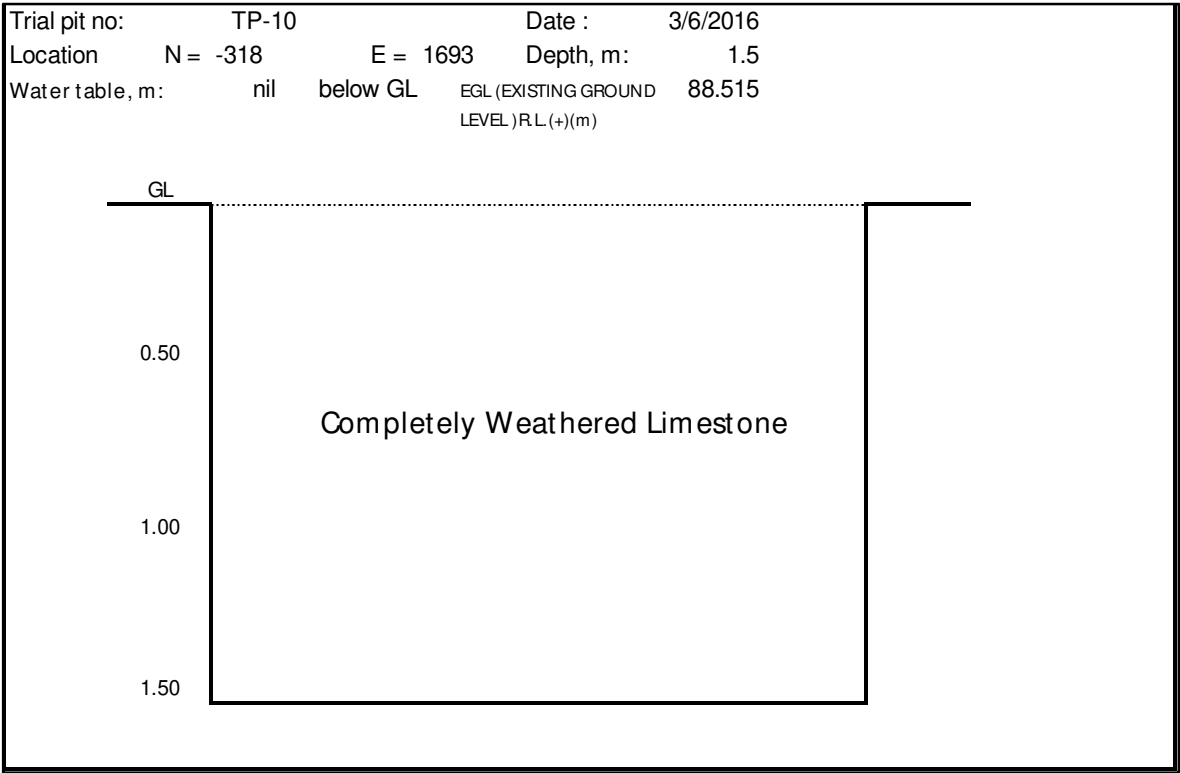 Trial pit no: TP-10 Date : 3/6/2016
Location N = -318 E = 1693 Depth, m: 1.5
Water table, m: nil below GL EGL (EXISTING GROUND 88.515
LEVEL ) R.L. (+)(m)
GL
0.50
Completely Weathered Limestone
1.00
1.50